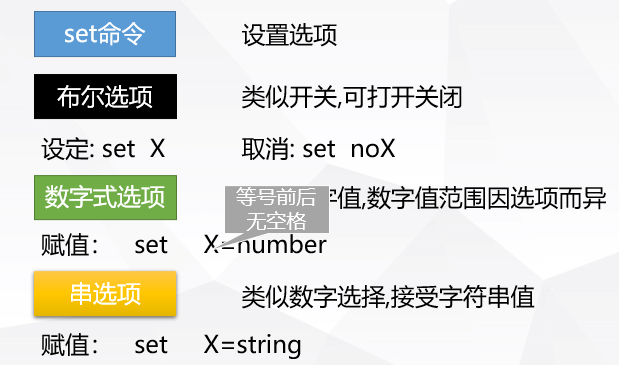 set命令 设置选项
布尔选项 类似开关,可打开关闭
设定: set X 取消: set noX
数字式选项 字值,数字值范围因选项而异
等号前后
无空格
赋值: set X=number
串选项 类似数字选择,接受字符串值
赋值: set X=string